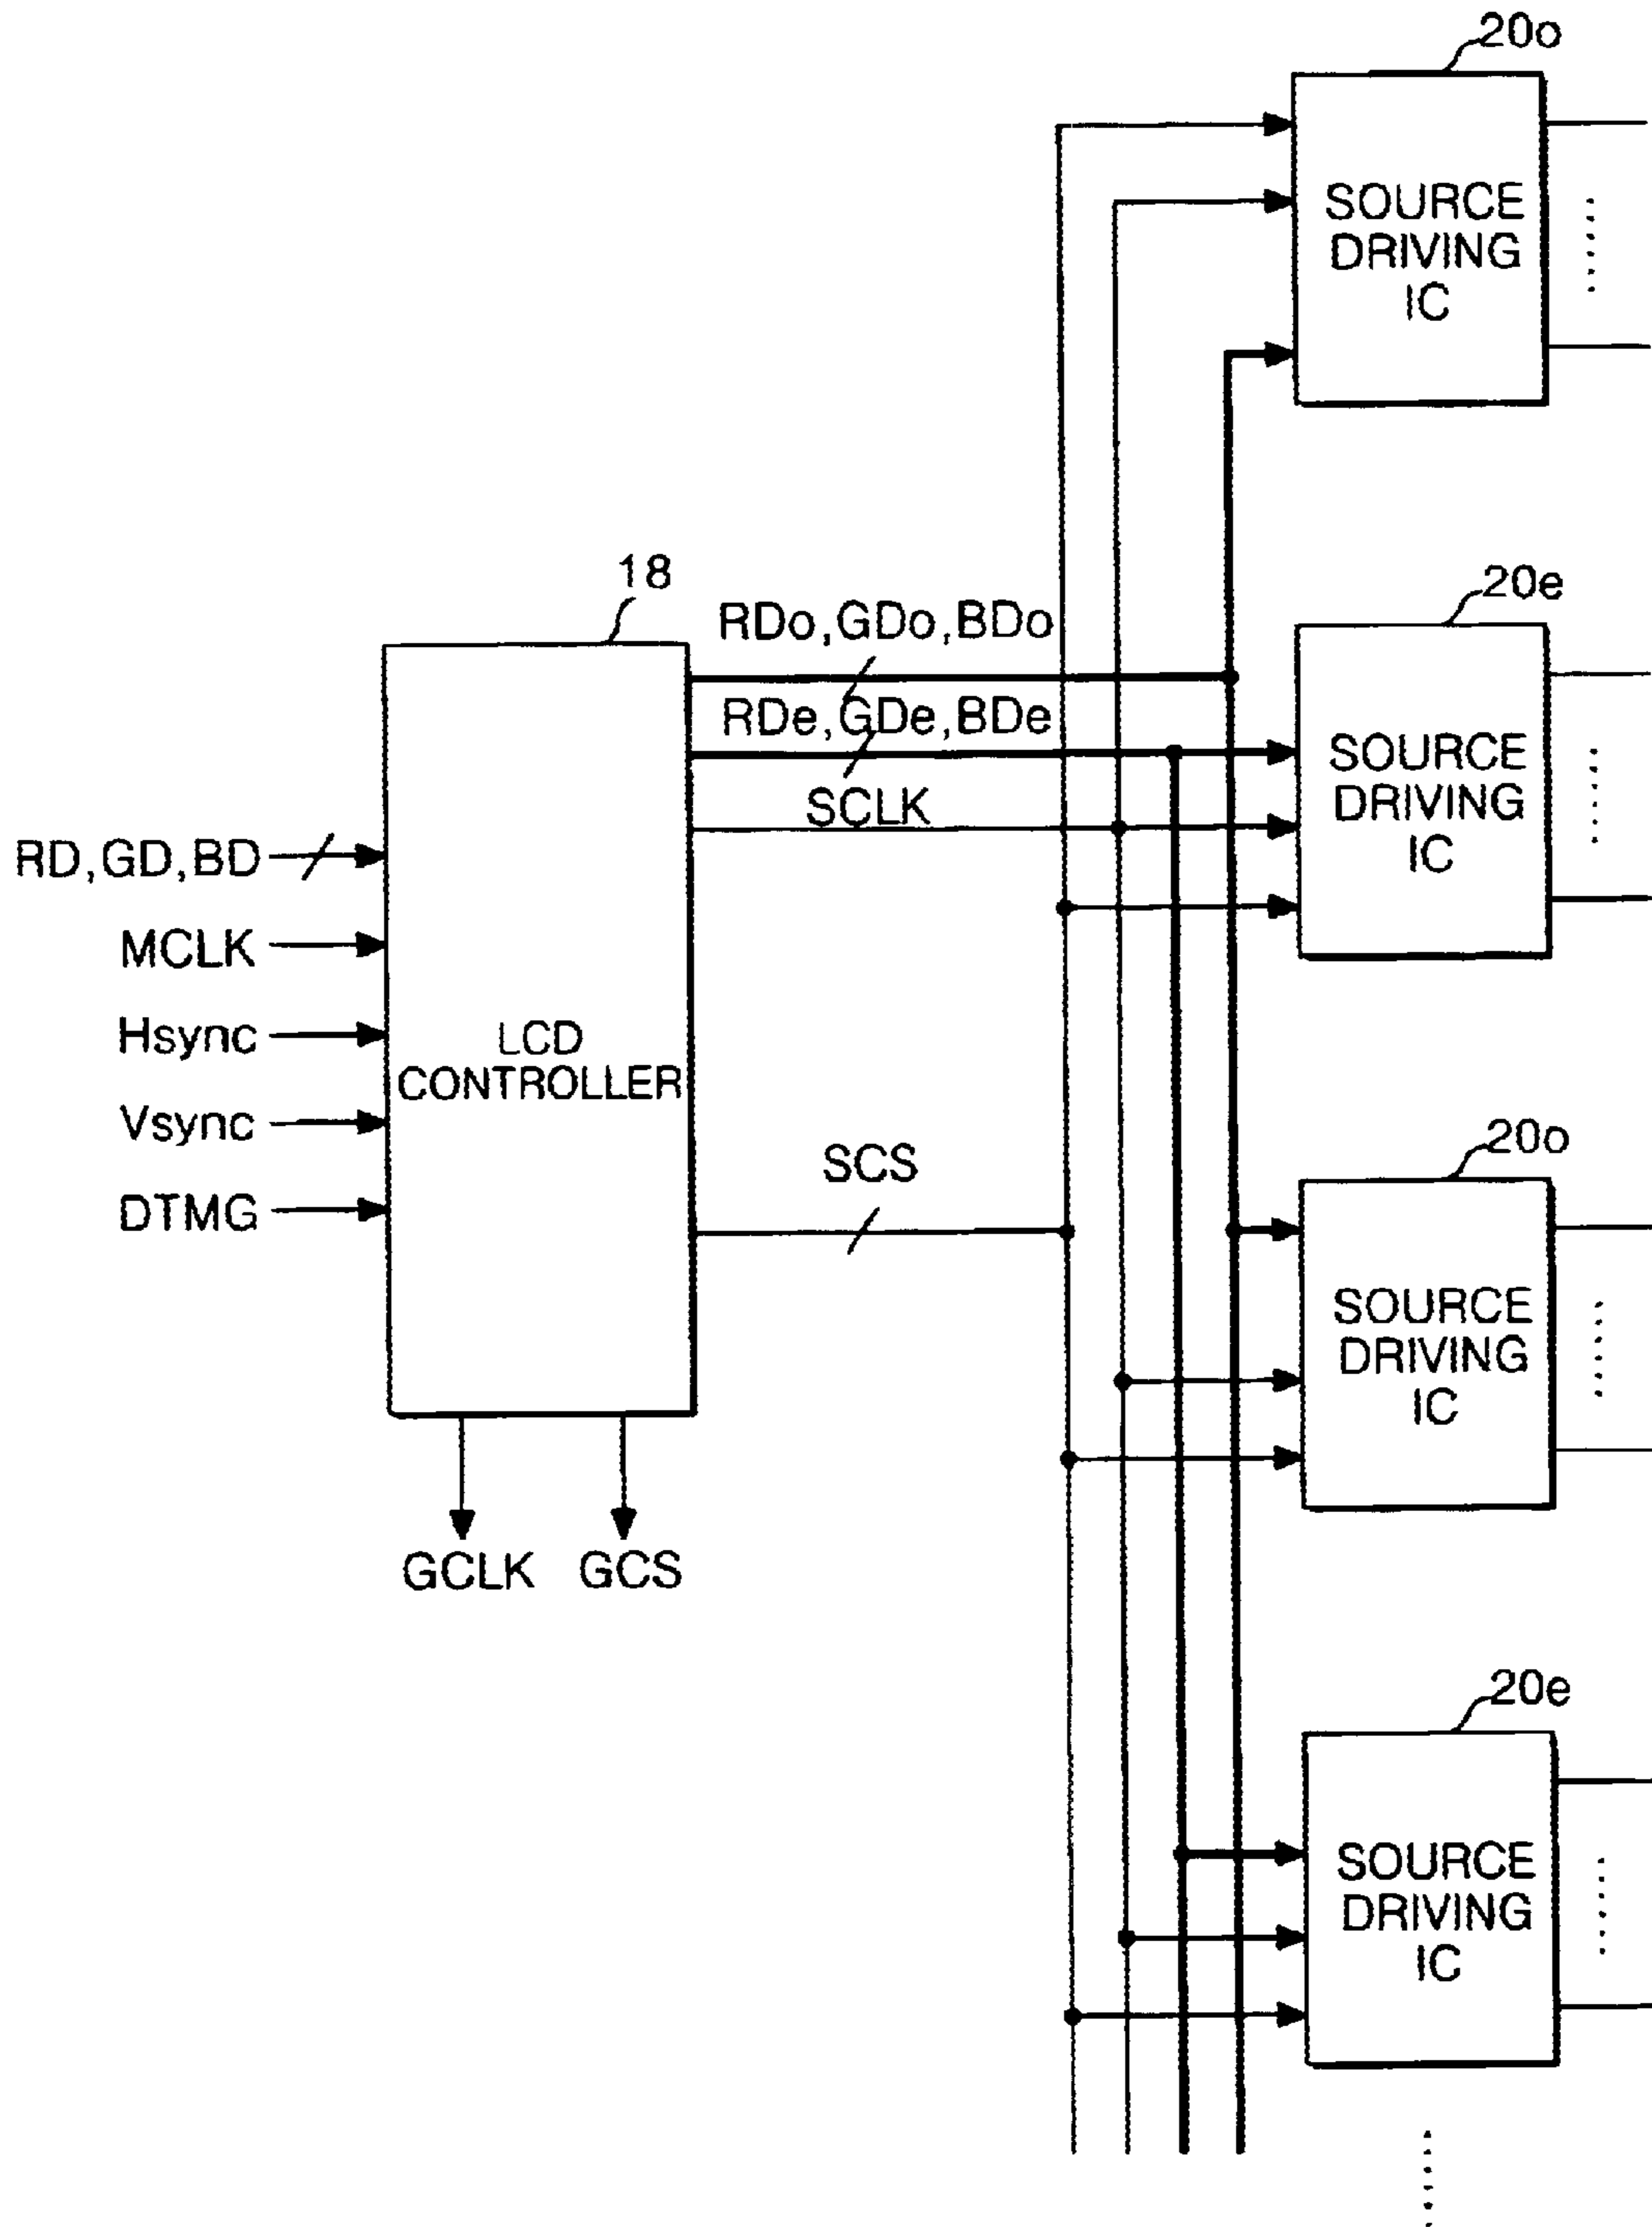 20o
SOURCE
DRIVING
IC
18
RDo,GDo,BDo
20e
RDe,GDe,BDe
SOURCE
DRIVING
IC
SCLK
RD,GD,BD
MCLK
Hsync
LCD
CONTROLLER
Vsync
DTMG
SCS
20o
SOURCE
DRIVING
IC
GCLK GCS
20e
SOURCE
DRIVING
IC